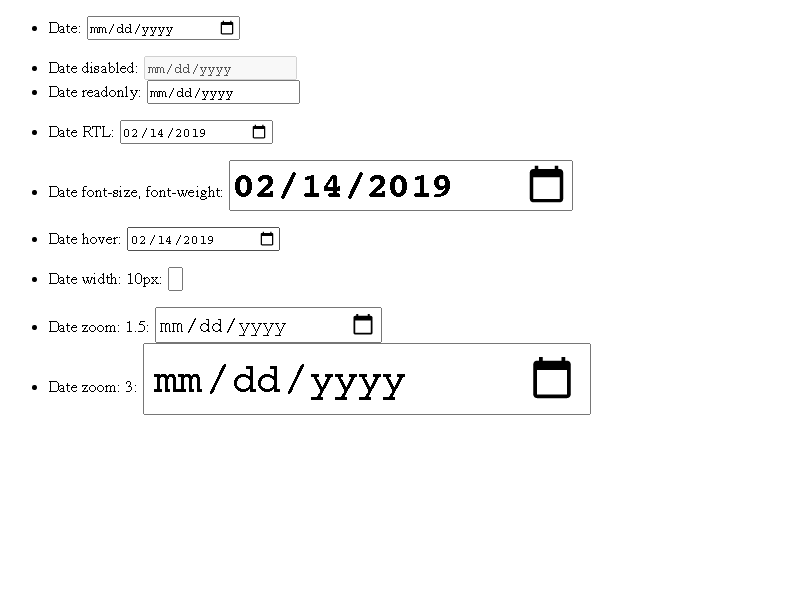 Date: mm/dd/yyyy
Date disabled: mm/dd/yyyy
Date readonly: mm/dd/yyyy
Date RTL: 02/14/2019
Date font-size, font-weight: 02/14/2019
Date hover: 02/14/2019
Date width: 10px:
Date zoom: 1.5: mm/dd/yyyy
Date zoom: 3: mm/dd/yyyy